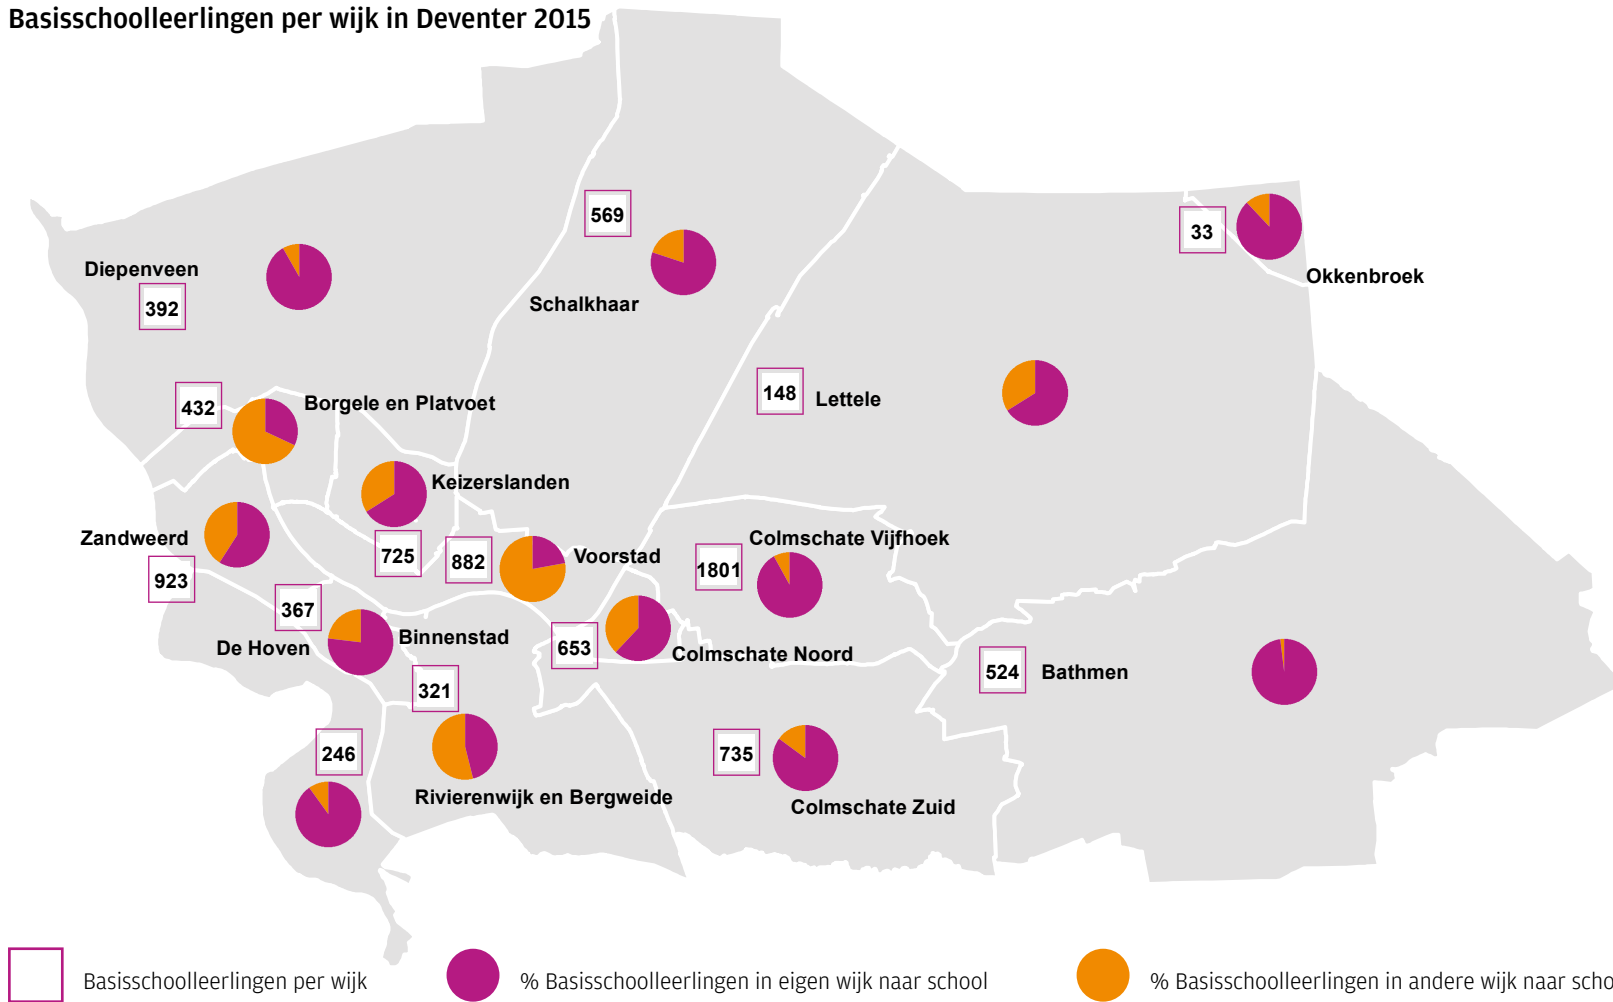 Basisschoolleerlingen per wijk in Deventer 2015
569
33
Okkenbroek
Diepenveen
392
Schalkhaar
148
Lettele
432
Borgele en Platvoet
Keizerslanden
725
Zandweerd
923
882
Voorstad
Colmschate Vijfhoek
1801
367
De Hoven
Binnenstad
653
Colmschate Noord
524
Bathmen
321
246
735
Rivierenwijk en Bergweide
Colmschate Zuid
Basisschoolleerlingen per wijk
% Basisschoolleerlingen in eigen wijk naar school
% Basisschoolleerlingen in andere wijk naar scho